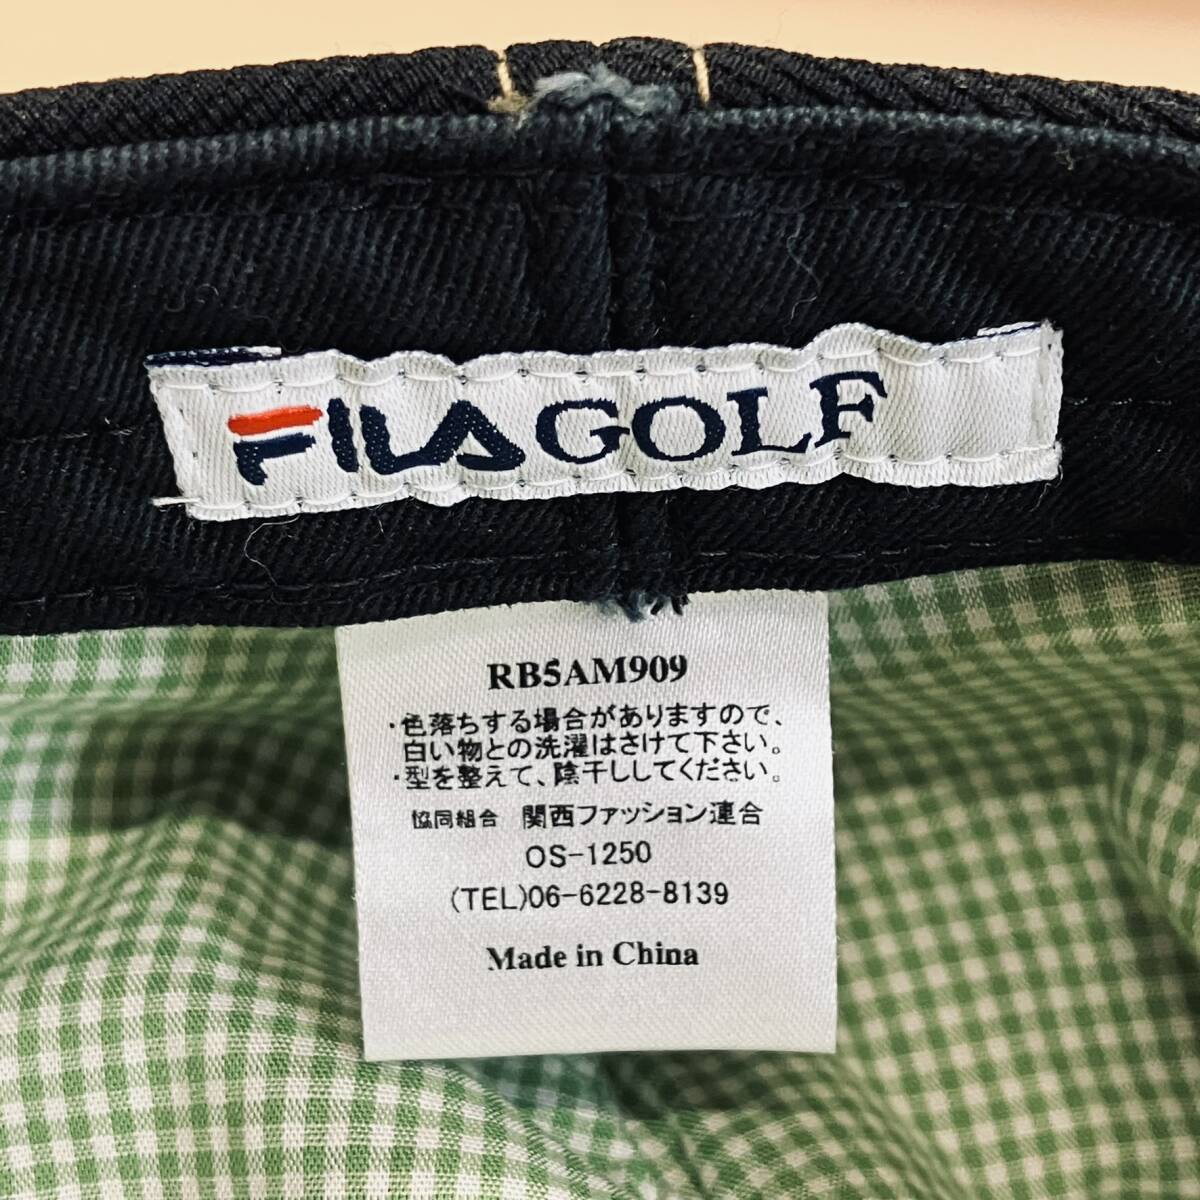 FILA GOLF
RB5AM909
・色落ちする場合がありますので、
白い物との洗濯はさけて下さい。
・型を整えて、陰干ししてください。
協同組合 関西ファッション連合
OS-1250
(TEL)06-6228-8139
Made in China